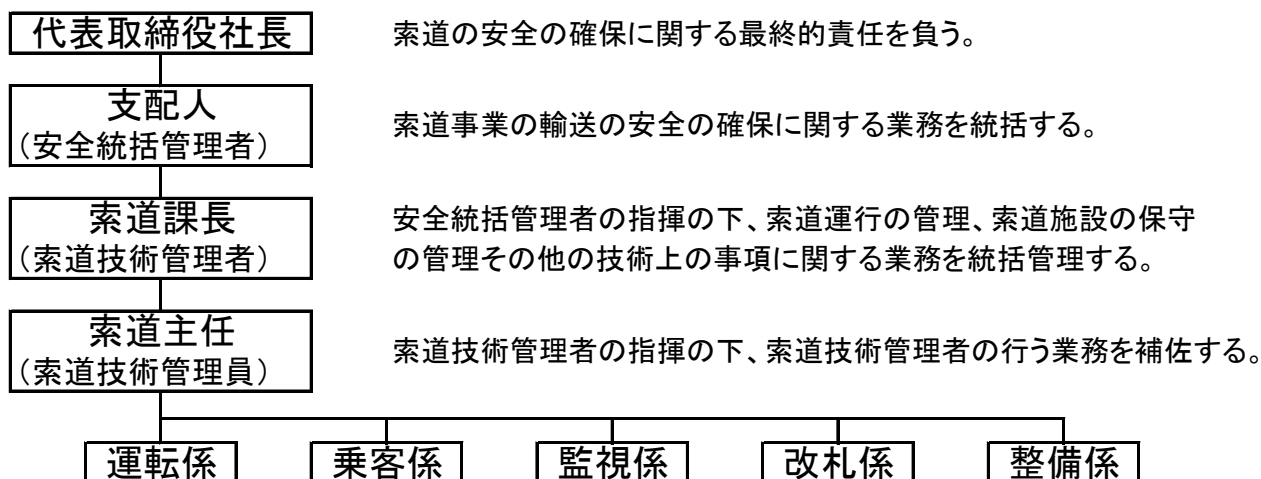 代表取締役社長 索道の安全の確保に関する最終的責任を負う。
支配人
（安全統括管理者） 索道事業の輸送の安全の確保に関する業務を統括する。
索道課長
（索道技術管理者）
安全統括管理者の指揮の下、索道運行の管理、索道施設の保守
の管理その他の技術上の事項に関する業務を統括管理する。
索道主任
（索道技術管理員） 索道技術管理者の指揮の下、索道技術管理者の行う業務を補佐する。
運転係 乗客係 監視係 改札係 整備係